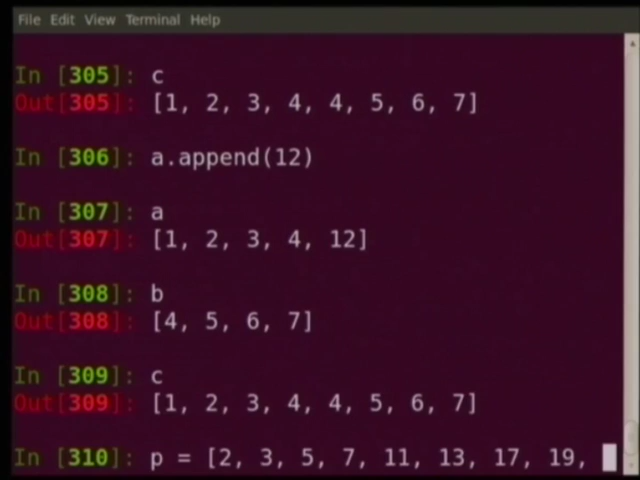 File Edit View Terminal Help
In [305]: c
Out[305]: [1, 2, 3, 4, 4, 5, 6, 7]
In [306]: a.append(12)
In [307]: a
Out[307]: [1, 2, 3, 4, 12]
In [308]: b
Out[308]: [4, 5, 6, 7]
In [309]: c
Out[309]: [1, 2, 3, 4, 4, 5, 6, 7]
In [310]: p = [2, 3, 5, 7, 11, 13, 17, 19,